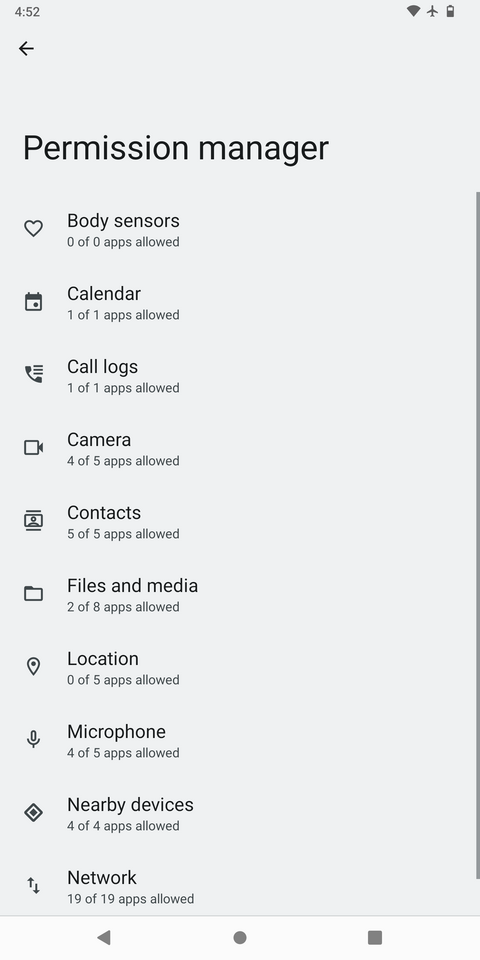 4:52
Permission manager
Body sensors
0 of 0 apps allowed
Calendar
1 of 1 apps allowed
Call logs
1 of 1 apps allowed
Camera
4 of 5 apps allowed
Contacts
5 of 5 apps allowed
Files and media
2 of 8 apps allowed
Location
0 of 5 apps allowed
Microphone
4 of 5 apps allowed
Nearby devices
4 of 4 apps allowed
Network
19 of 19 apps allowed